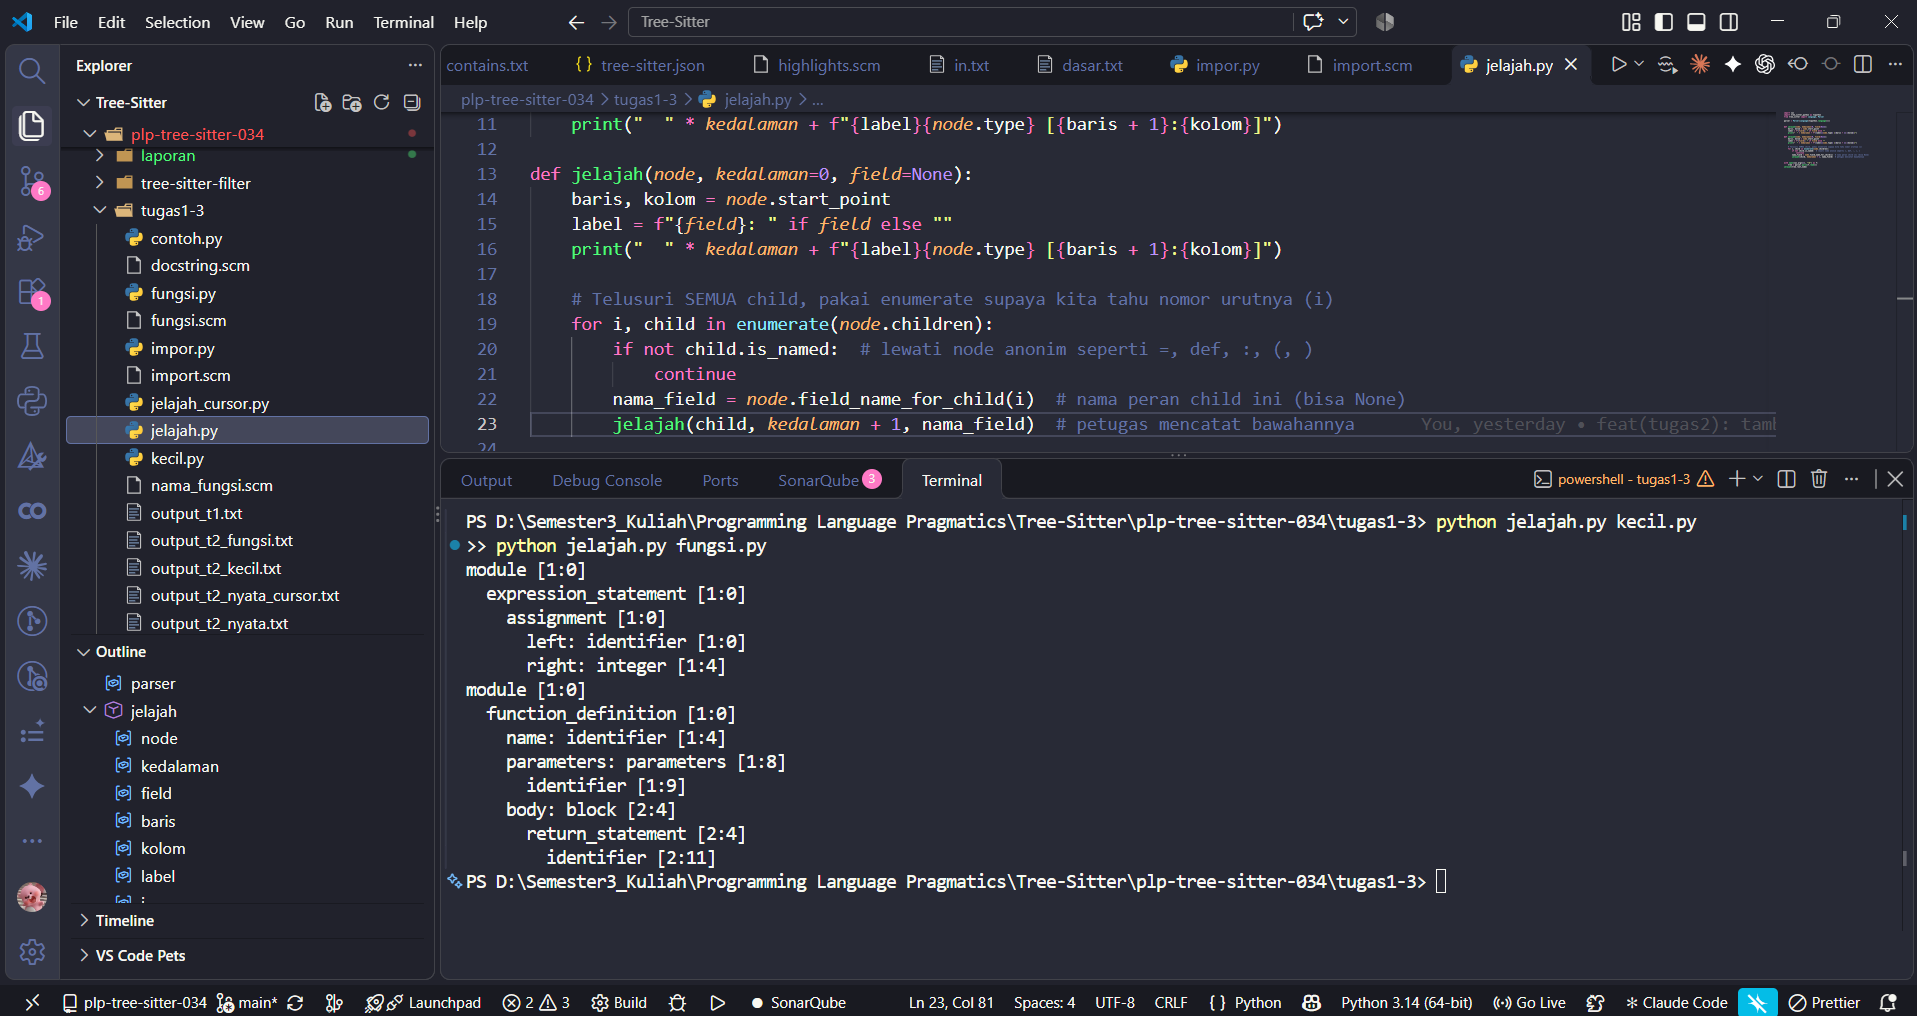 File Edit Selection View Go Run Terminal Help
Tree-Sitter
Explorer
Tree-Sitter
plp-tree-sitter-034
laporan
tree-sitter-filter
tugas1-3
contoh.py
docstring.scm
fungsi.py
fungsi.scm
impor.py
import.scm
jelajah_cursor.py
jelajah.py
kecil.py
nama_fungsi.scm
output_t1.txt
output_t2_fungsi.txt
output_t2_kecil.txt
output_t2_nyata_cursor.txt
output_t2_nyata.txt
Outline
parser
jelajah
node
kedalaman
field
baris
kolom
label
Timeline
VS Code Pets
6
1
contains.txt tree-sitter.json highlights.scm in.txt dasar.txt impor.py import.scm jelajah.py
plp-tree-sitter-034 > tugas1-3 > jelajah.py > ...
11 print("  " * kedalaman + f"{label}{node.type} [{baris + 1}:{kolom}]")
12
13 def jelajah(node, kedalaman=0, field=None):
14 baris, kolom = node.start_point
15 label = f"{field}: " if field else ""
16 print("  " * kedalaman + f"{label}{node.type} [{baris + 1}:{kolom}]")
17
18 # Telusuri SEMUA child, pakai enumerate supaya kita tahu nomor urutnya (i)
19 for i, child in enumerate(node.children):
20 if not child.is_named:  # lewati node anonim seperti =, def, :, (, )
21 continue
22 nama_field = node.field_name_for_child(i)  # nama peran child ini (bisa None)
23 jelajah(child, kedalaman + 1, nama_field)  # petugas mencatat bawahannya You, yesterday • feat(tugas2): tamb
24
Output Debug Console Ports SonarQube 3 Terminal
powershell - tugas1-3
PS D:\Semester3_Kuliah\Programming Language Pragmatics\Tree-Sitter\plp-tree-sitter-034\tugas1-3> python jelajah.py kecil.py
>> python jelajah.py fungsi.py
module [1:0]
expression_statement [1:0]
assignment [1:0]
left: identifier [1:0]
right: integer [1:4]
module [1:0]
function_definition [1:0]
name: identifier [1:4]
parameters: parameters [1:8]
identifier [1:9]
body: block [2:4]
return_statement [2:4]
identifier [2:11]
PS D:\Semester3_Kuliah\Programming Language Pragmatics\Tree-Sitter\plp-tree-sitter-034\tugas1-3>
plp-tree-sitter-034 main* Launchpad 2 3 Build SonarQube Ln 23, Col 81 Spaces: 4 UTF-8 CRLF {} Python Python 3.14 (64-bit) Go Live Claude Code Prettier